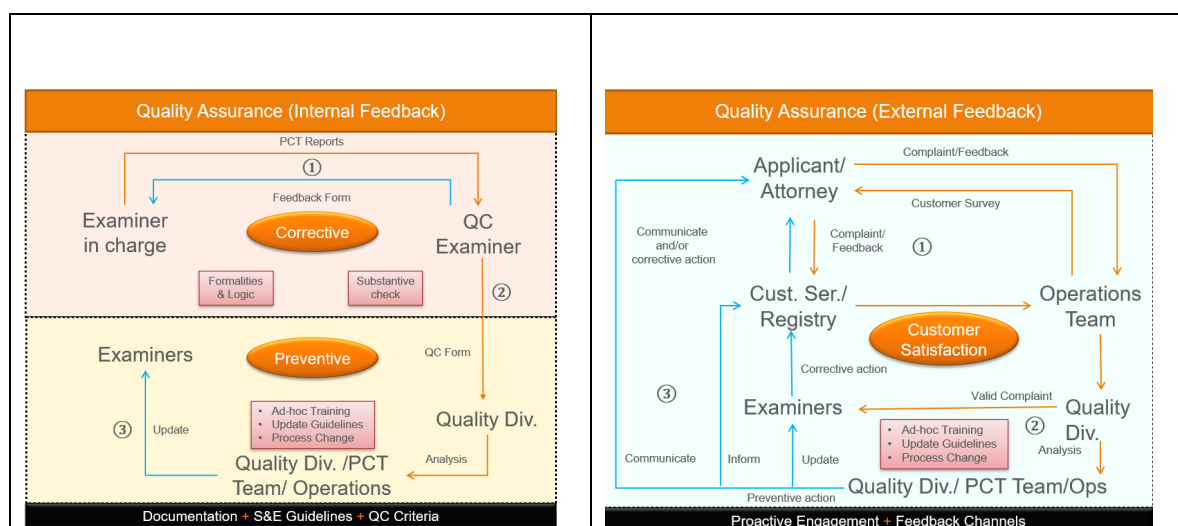 Quality Assurance (Internal Feedback)
PCT Reports
①
Feedback Form
Examiner
in charge
Corrective
QC
Examiner
Formalities
& Logic
Substantive
check
②
Examiners
Preventive
QC Form
• Ad-hoc Training
• Update Guidelines
• Process Change
③
Update
Quality Div.
Analysis
Quality Div. /PCT
Team/ Operations
Documentation + S&E Guidelines + QC Criteria
Quality Assurance (External Feedback)
Complaint/Feedback
Applicant/
Attorney
Customer Survey
Communicate
and/or
corrective action
Complaint/
Feedback
①
Cust. Ser./
Registry
Operations
Team
Customer
Satisfaction
Corrective action
③
Examiners
Valid Complaint
Quality
Div.
②
• Ad-hoc Training
• Update Guidelines
• Process Change
Analysis
Communicate
Inform
Update
Quality Div./ PCT Team/Ops
Preventive action
Proactive Engagement + Feedback Channels